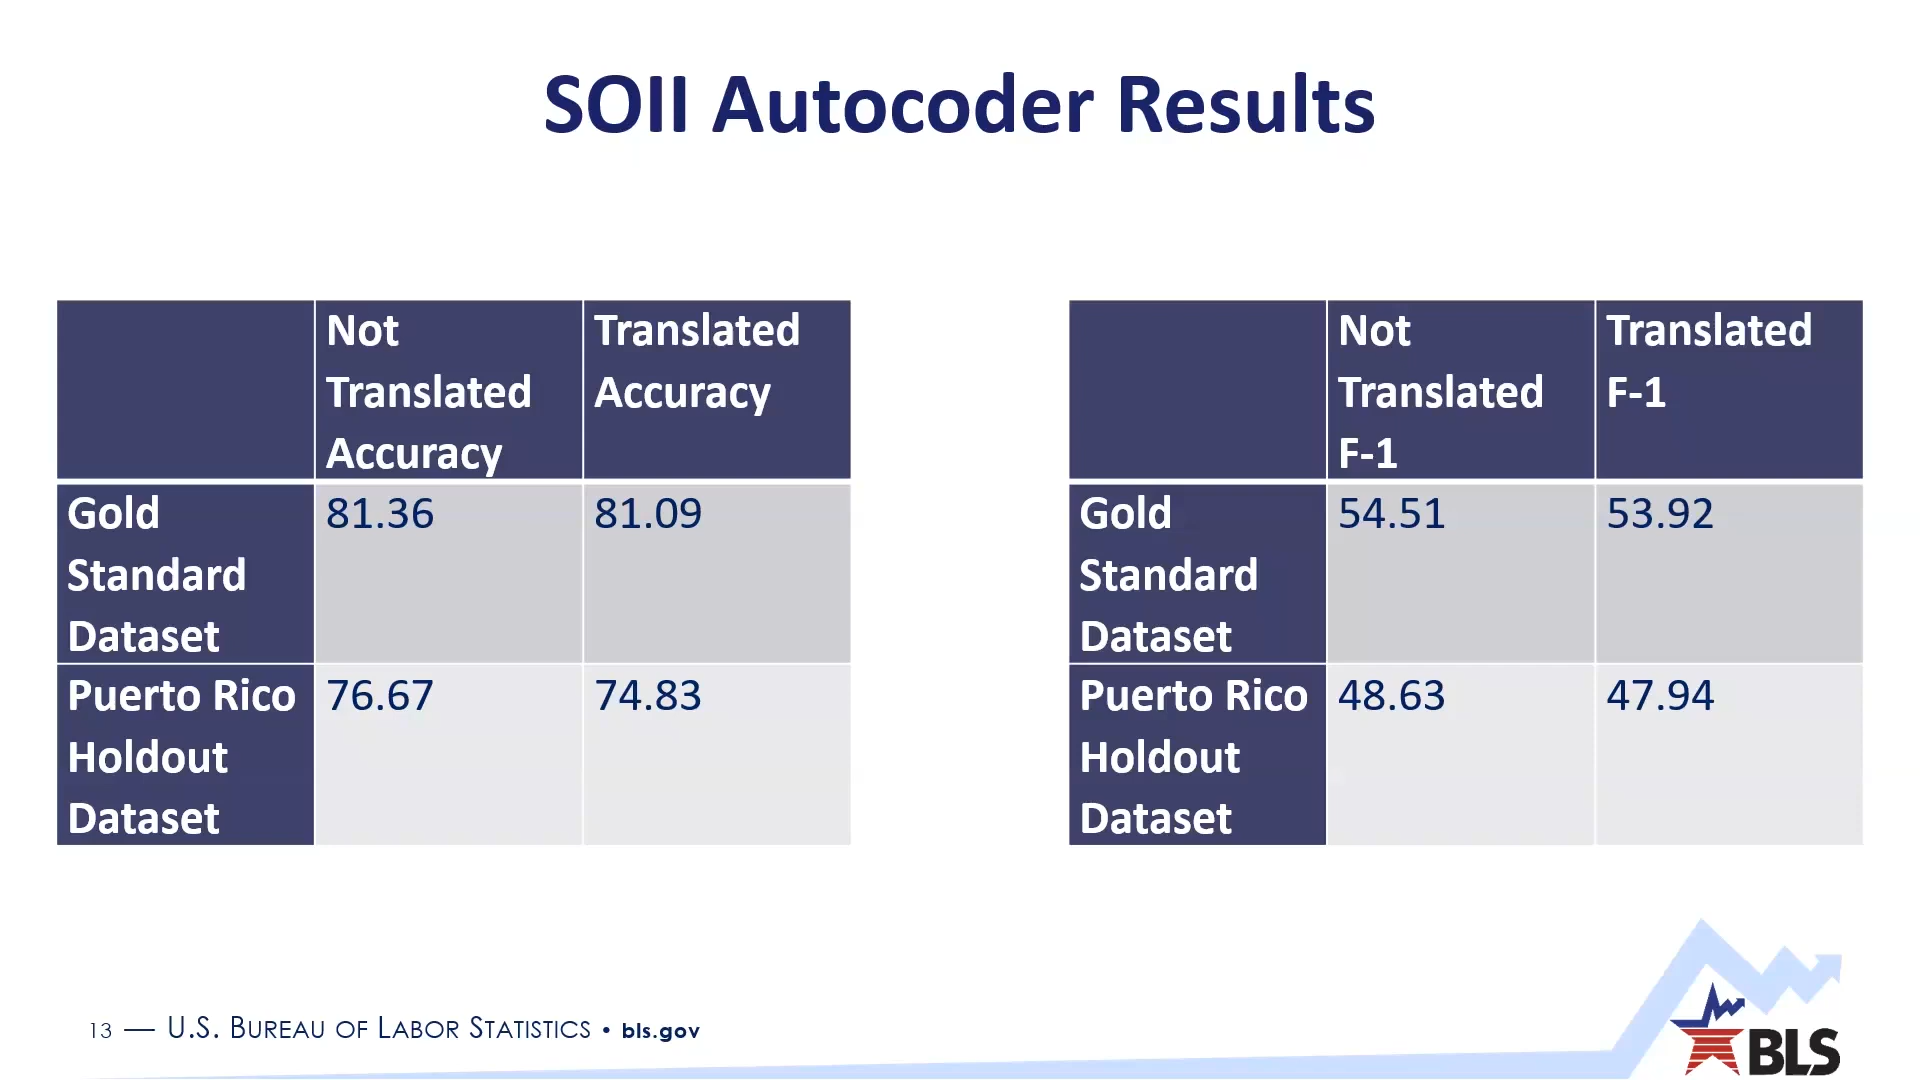 SOII Autocoder Results
Not
Translated
Accuracy
Translated
Accuracy
Gold
Standard
Dataset
81.36
81.09
Puerto Rico
Holdout
Dataset
76.67
74.83
Not
Translated
F-1
Translated
F-1
Gold
Standard
Dataset
54.51
53.92
Puerto Rico
Holdout
Dataset
48.63
47.94
13 — U.S. BUREAU OF LABOR STATISTICS • bls.gov
BLS